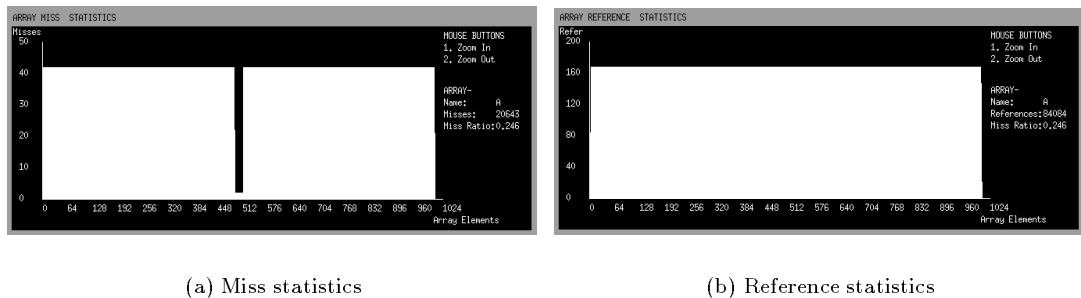 ARRAY MISS STATISTICS
Misses
50
40
30
20
10
0
0 64 128 192 256 320 384 448 512 576 640 704 768 832 896 960 1024
Array Elements
MOUSE BUTTONS
1. Zoom In
2. Zoom Out
ARRAY-
Name: A
Misses: 20643
Miss Ratio:0.246
(a) Miss statistics
ARRAY REFERENCE STATISTICS
Refer
200
160
120
80
40
0
0 64 128 192 256 320 384 448 512 576 640 704 768 832 896 960 1024
Array Elements
MOUSE BUTTONS
1. Zoom In
2. Zoom Out
ARRAY-
Name: A
References:84084
Miss Ratio:0.246
(b) Reference statistics